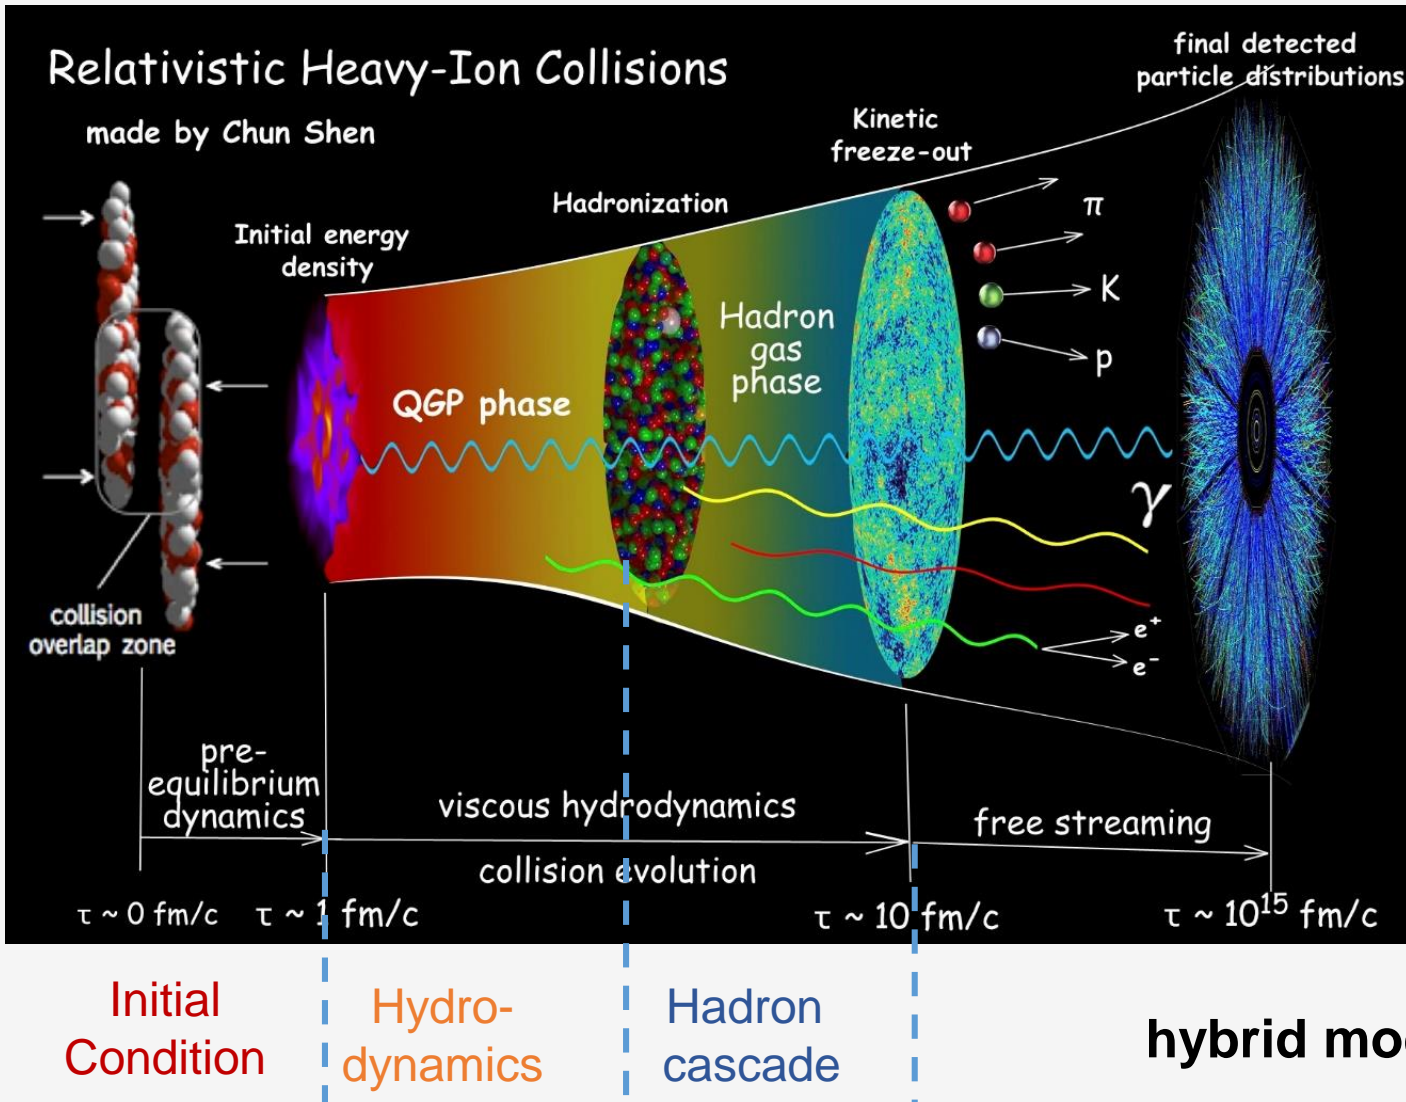 Relativistic Heavy-Ion Collisions
made by Chun Shen
final detected
particle distributions
Kinetic
freeze-out
Hadronization
Initial energy
density
π
K
p
QGP phase
Hadron
gas
phase
γ
e⁺
e⁻
collision
overlap zone
pre-
equilibrium
dynamics
viscous hydrodynamics
collision evolution
free streaming
τ ~ 0 fm/c
τ ~ 1 fm/c
τ ~ 10 fm/c
τ ~ 10¹⁵ fm/c
Initial
Condition
Hydro-
dynamics
Hadron
cascade
hybrid